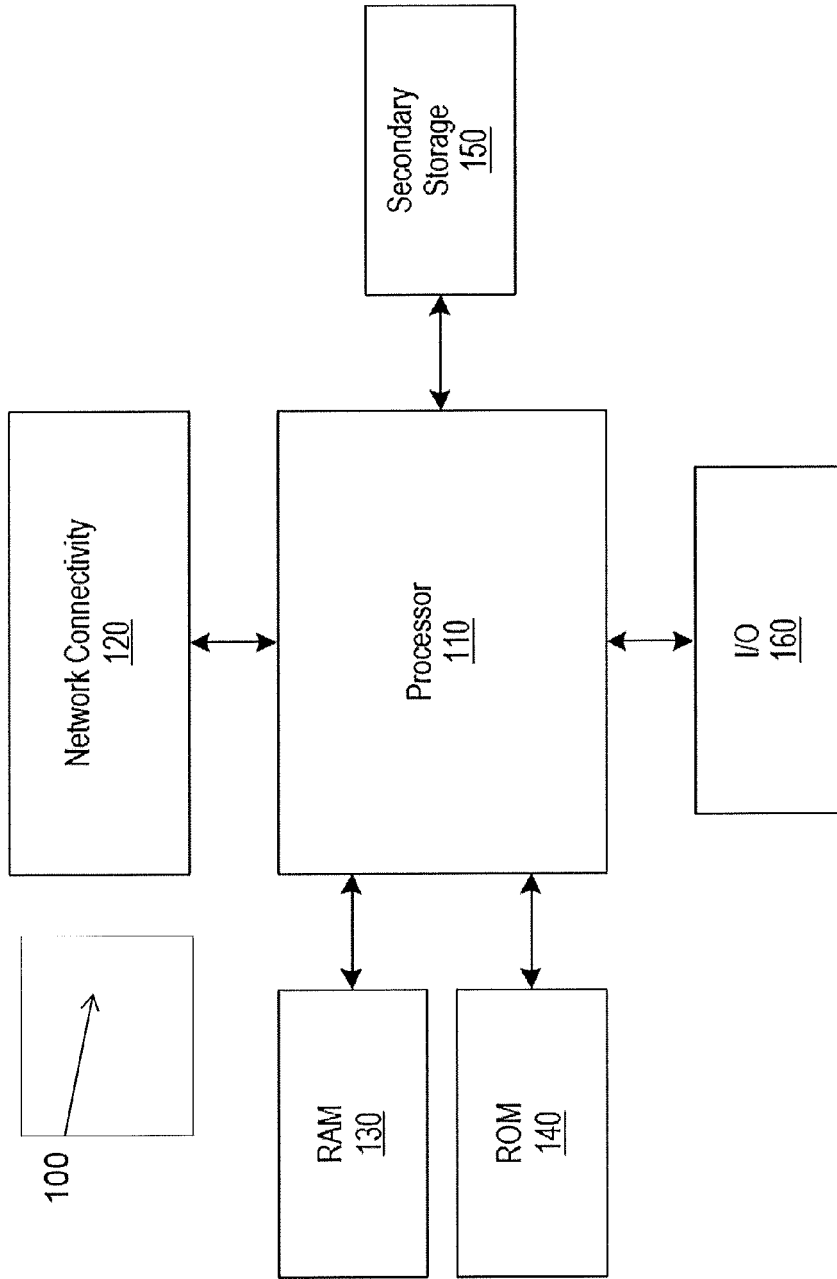 100
Network Connectivity
120
RAM
130
ROM
140
Processor
110
Secondary
Storage
150
I/O
160